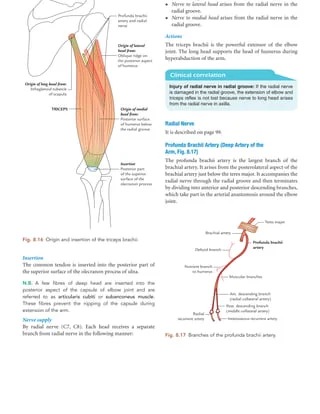 Profunda brachii
artery and radial
nerve
Origin of lateral
head from:
Oblique ridge on
the posterior aspect
of humerus
Origin of long head from:
Infraglenoid tubercle
of scapula
TRICEPS
Origin of medial
head from:
Posterior surface
of humerus below
the radial groove
Insertion
Posterior part
of the superior
surface of the
olecranon process
Fig. 8.16 Origin and insertion of the triceps brachii.
Insertion
The common tendon is inserted into the posterior part of
the superior surface of the olecranon process of ulna.
N.B. A few fibres of deep head are inserted into the
posterior aspect of the capsule of elbow joint and are
referred to as articularis cubiti or subanconeus muscle.
These fibres prevent the nipping of the capsule during
extension of the arm.
Nerve supply
By radial nerve (C7, C8). Each head receives a separate
branch from radial nerve in the following manner:
• Nerve to lateral head arises from the radial nerve in the
radial groove.
• Nerve to medial head arises from the radial nerve in the
radial groove.
Actions
The triceps brachii is the powerful extensor of the elbow
joint. The long head supports the head of humerus during
hyperabduction of the arm.
Clinical correlation
Injury of radial nerve in radial groove: If the radial nerve
is damaged in the radial groove, the extension of elbow and
triceps reflex is not lost because nerve to long head arises
from the radial nerve in axilla.
Radial Nerve
It is described on page 99.
Profunda Brachii Artery (Deep Artery of the
Arm, Fig. 8.17)
The profunda brachii artery is the largest branch of the
brachial artery. It arises from the posterolateral aspect of the
brachial artery just below the teres major. It accompanies the
radial nerve through the radial groove and then terminates
by dividing into anterior and posterior descending branches,
which take part in the arterial anastomosis around the elbow
joint.
Teres major
Brachial artery
Profunda brachii
artery
Deltoid branch
Nutrient branch
to humerus
Muscular branches
Ant. descending branch
(radial collateral artery)
Post. descending branch
(middle collateral artery)
Radial
recurrent artery
Interosseous recurrent artery
Fig. 8.17 Branches of the profunda brachii artery